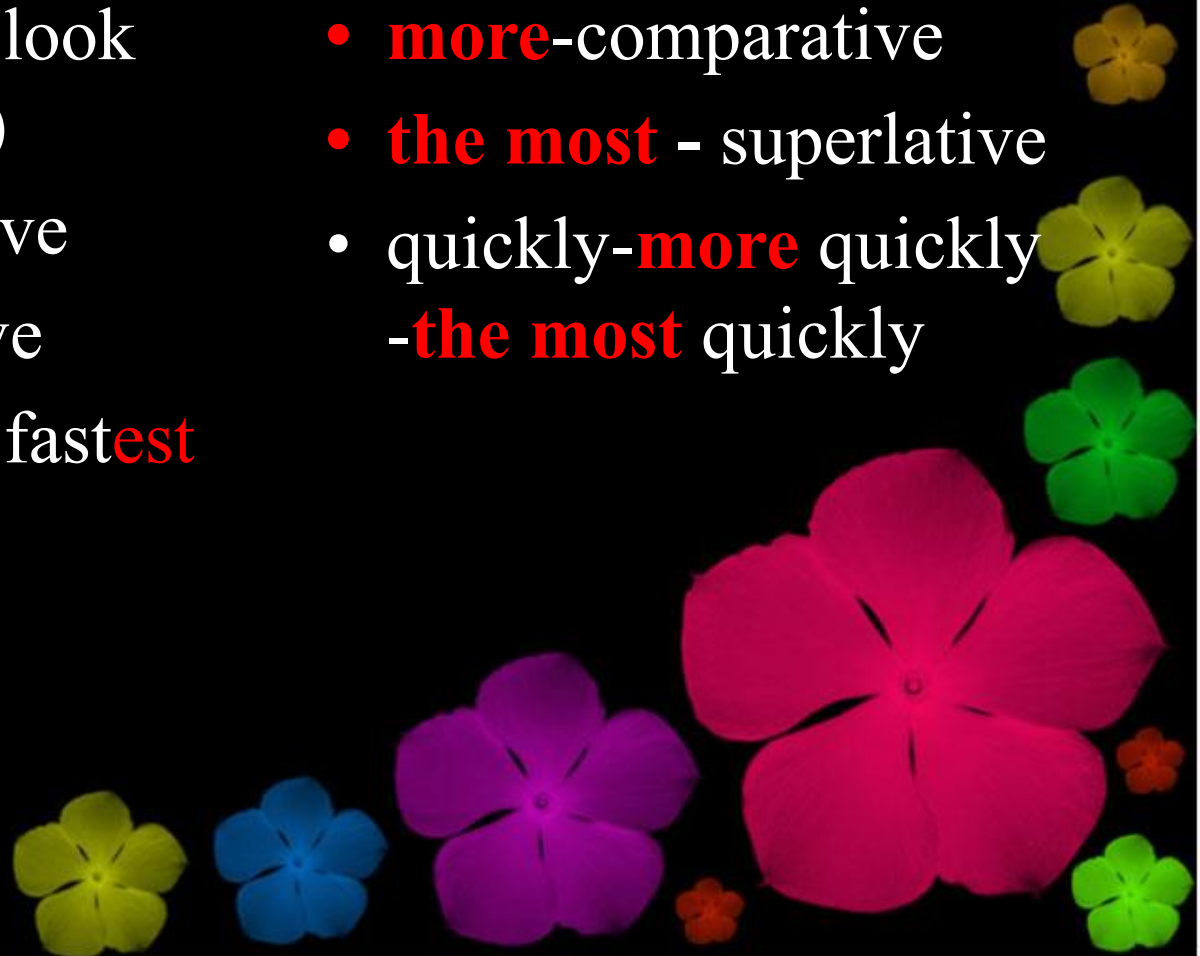 look
)
ve
ve
fastest
• more-comparative
• the most - superlative
• quickly-more quickly
-the most quickly